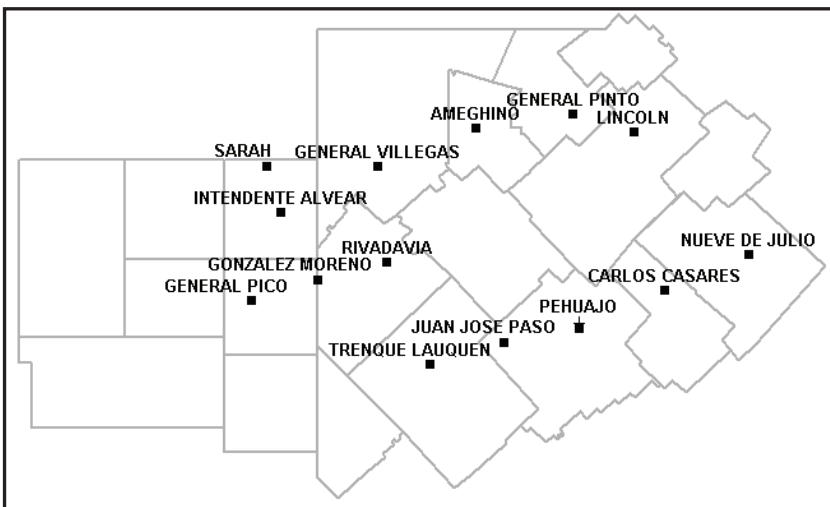 GENERAL PINTO
AMEGHINO
LINCOLN
SARAH
GENERAL VILLEGAS
INTENDENTE ALVEAR
NUEVE DE JULIO
RIVADAVIA
GONZALEZ MORENO
CARLOS CASARES
GENERAL PICO
PEHUAJO
JUAN JOSE PASO
TRENQUE LAUQUEN